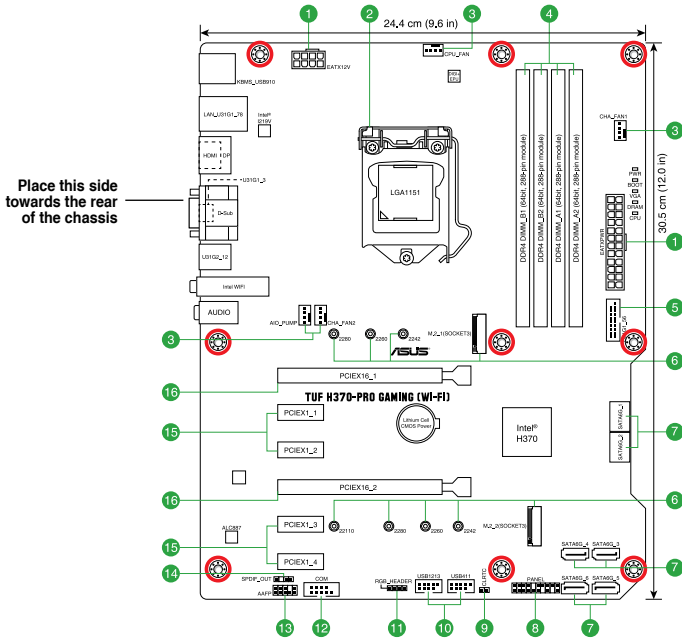 24.4 cm (9.6 in)
1
2
3
4
KBMS_USB910
EATX12V
CPU_FAN
DIGI+ EPU
LAN_U31G1_78
Intel® I219V
CHA_FAN1
3
HDMI
DP
U31G1_3
D-Sub
Place this side
towards the rear
of the chassis
LGA1151
DDR4 DIMM_B1 (64bit, 288-pin module)
DDR4 DIMM_B2 (64bit, 288-pin module)
DDR4 DIMM_A1 (64bit, 288-pin module)
DDR4 DIMM_A2 (64bit, 288-pin module)
PWR
BOOT
VGA
DRAM
CPU
EATXPWR
1
30.5 cm (12.0 in)
U31G2_12
Intel WIFI
AUDIO
5
3
AIO_PUMP
CHA_FAN2
2280
2260
2242
M.2_1(SOCKET3)
6
ASUS
16
PCIEX16_1
TUF H370-PRO GAMING (WI-FI)
15
PCIEX1_1
PCIEX1_2
Lithium Cell
CMOS Power
Intel®
H370
SATA6G_1
SATA6G_2
7
16
PCIEX16_2
6
ALC887
15
PCIEX1_3
PCIEX1_4
22110
2280
2260
2242
M.2_2(SOCKET3)
SATA6G_4
SATA6G_3
7
14
SPDIF_OUT
AAFP
COM
RGB_HEADER
USB1213
USB411
CLRTC
PANEL
SATA6G_6
SATA6G_5
13
12
11
10
9
8
7